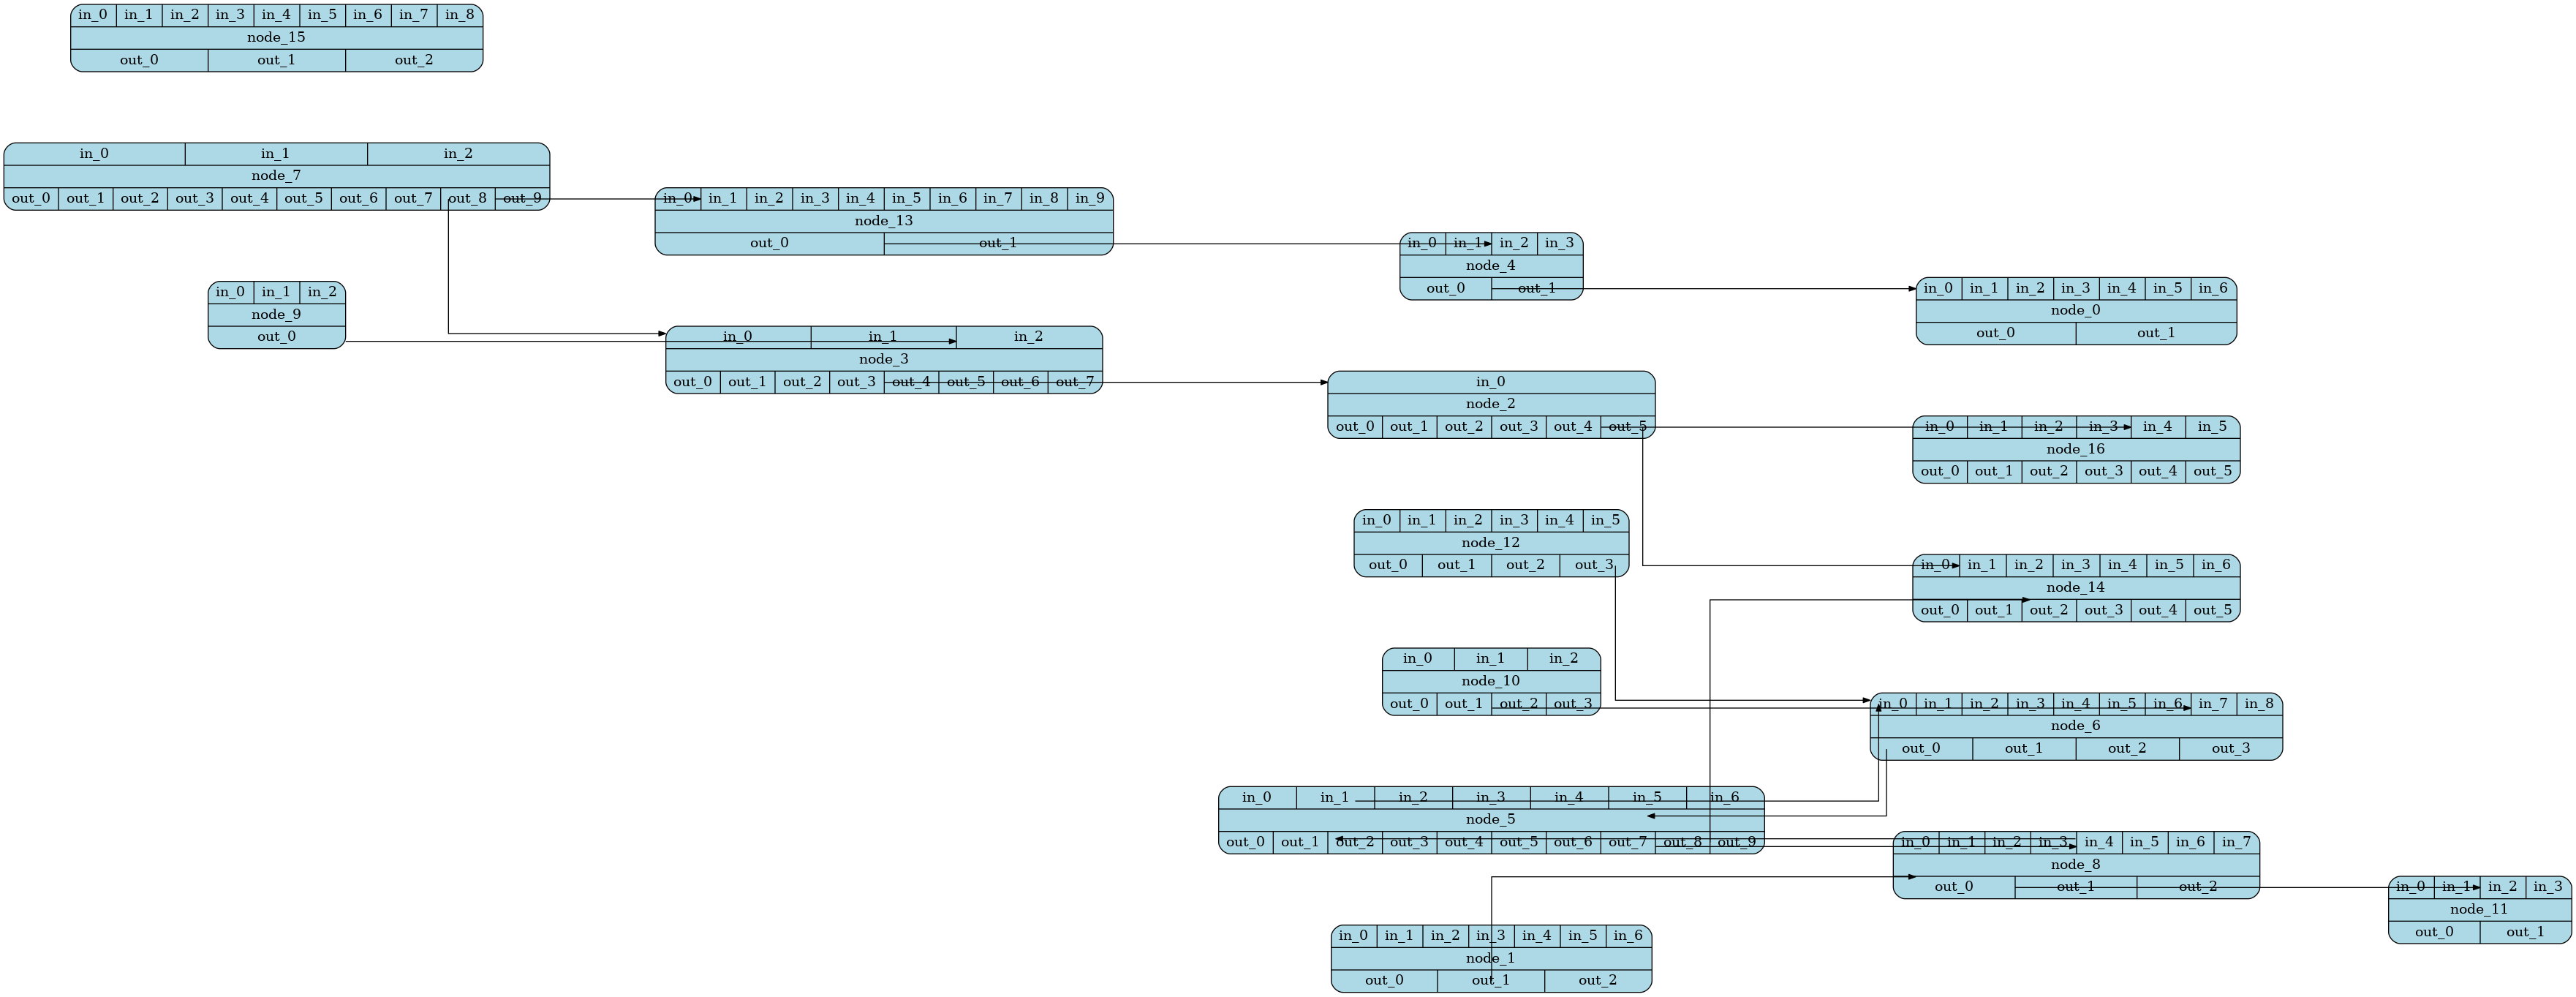 in_0 in_1 in_2 in_3 in_4 in_5 in_6 in_7 in_8
node_15
out_0 out_1 out_2
in_0 in_1 in_2
node_7
out_0 out_1 out_2 out_3 out_4 out_5 out_6 out_7 out_8 out_9
in_0 in_1 in_2 in_3 in_4 in_5 in_6 in_7 in_8 in_9
node_13
out_0 out_1
in_0 in_1 in_2 in_3
node_4
out_0 out_1
in_0 in_1 in_2
node_9
out_0
in_0 in_1 in_2 in_3 in_4 in_5 in_6
node_0
out_0 out_1
in_0 in_1 in_2
node_3
out_0 out_1 out_2 out_3 out_4 out_5 out_6 out_7
in_0
node_2
out_0 out_1 out_2 out_3 out_4 out_5
in_0 in_1 in_2 in_3 in_4 in_5
node_16
out_0 out_1 out_2 out_3 out_4 out_5
in_0 in_1 in_2 in_3 in_4 in_5
node_12
out_0 out_1 out_2 out_3
in_0 in_1 in_2 in_3 in_4 in_5 in_6
node_14
out_0 out_1 out_2 out_3 out_4 out_5
in_0 in_1 in_2
node_10
out_0 out_1 out_2 out_3
in_0 in_1 in_2 in_3 in_4 in_5 in_6 in_7 in_8
node_6
out_0 out_1 out_2 out_3
in_0 in_1 in_2 in_3 in_4 in_5 in_6
node_5
out_0 out_1 out_2 out_3 out_4 out_5 out_6 out_7 out_8 out_9
in_0 in_1 in_2 in_3 in_4 in_5 in_6 in_7
node_8
out_0 out_1 out_2
in_0 in_1 in_2 in_3
node_11
out_0 out_1
in_0 in_1 in_2 in_3 in_4 in_5 in_6
node_1
out_0 out_1 out_2